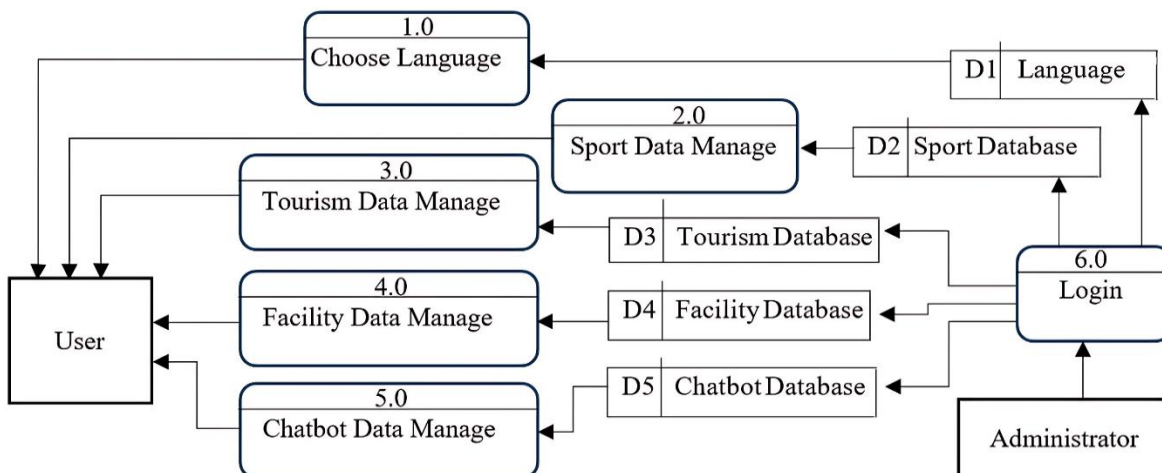 1.0
Choose Language
D1 Language
2.0
Sport Data Manage
D2 Sport Database
3.0
Tourism Data Manage
D3 Tourism Database
6.0
Login
4.0
Facility Data Manage
D4 Facility Database
User
5.0
Chatbot Data Manage
D5 Chatbot Database
Administrator